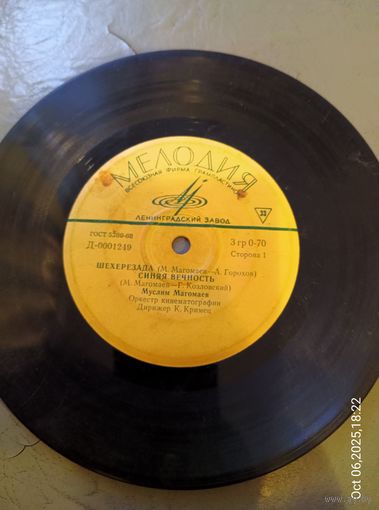 МЕЛОДИЯ
ВСЕСОЮЗНАЯ ФИРМА ГРАМПЛАСТИНОК
33
ЛЕНИНГРАДСКИЙ ЗАВОД
ГОСТ 5289-68
Д-0001249
3 гр 0-70
Сторона 1
ШЕХЕРЕЗАДА (М. Магомаев—А. Горохов)
СИНЯЯ ВЕЧНОСТЬ
(М. Магомаев—Г. Козловский)
Муслим Магомаев
Оркестр кинематографии
Дирижер К. Кримец
Oct 06,2025,18:22